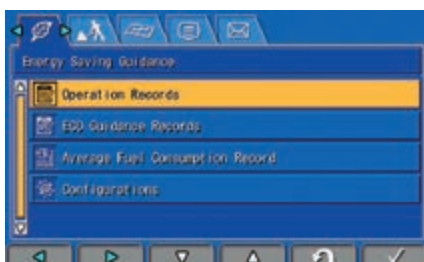 Energy Saving Guidance
Operation Records
ECO Guidance Records
Average Fuel Consumption Record
Configurations